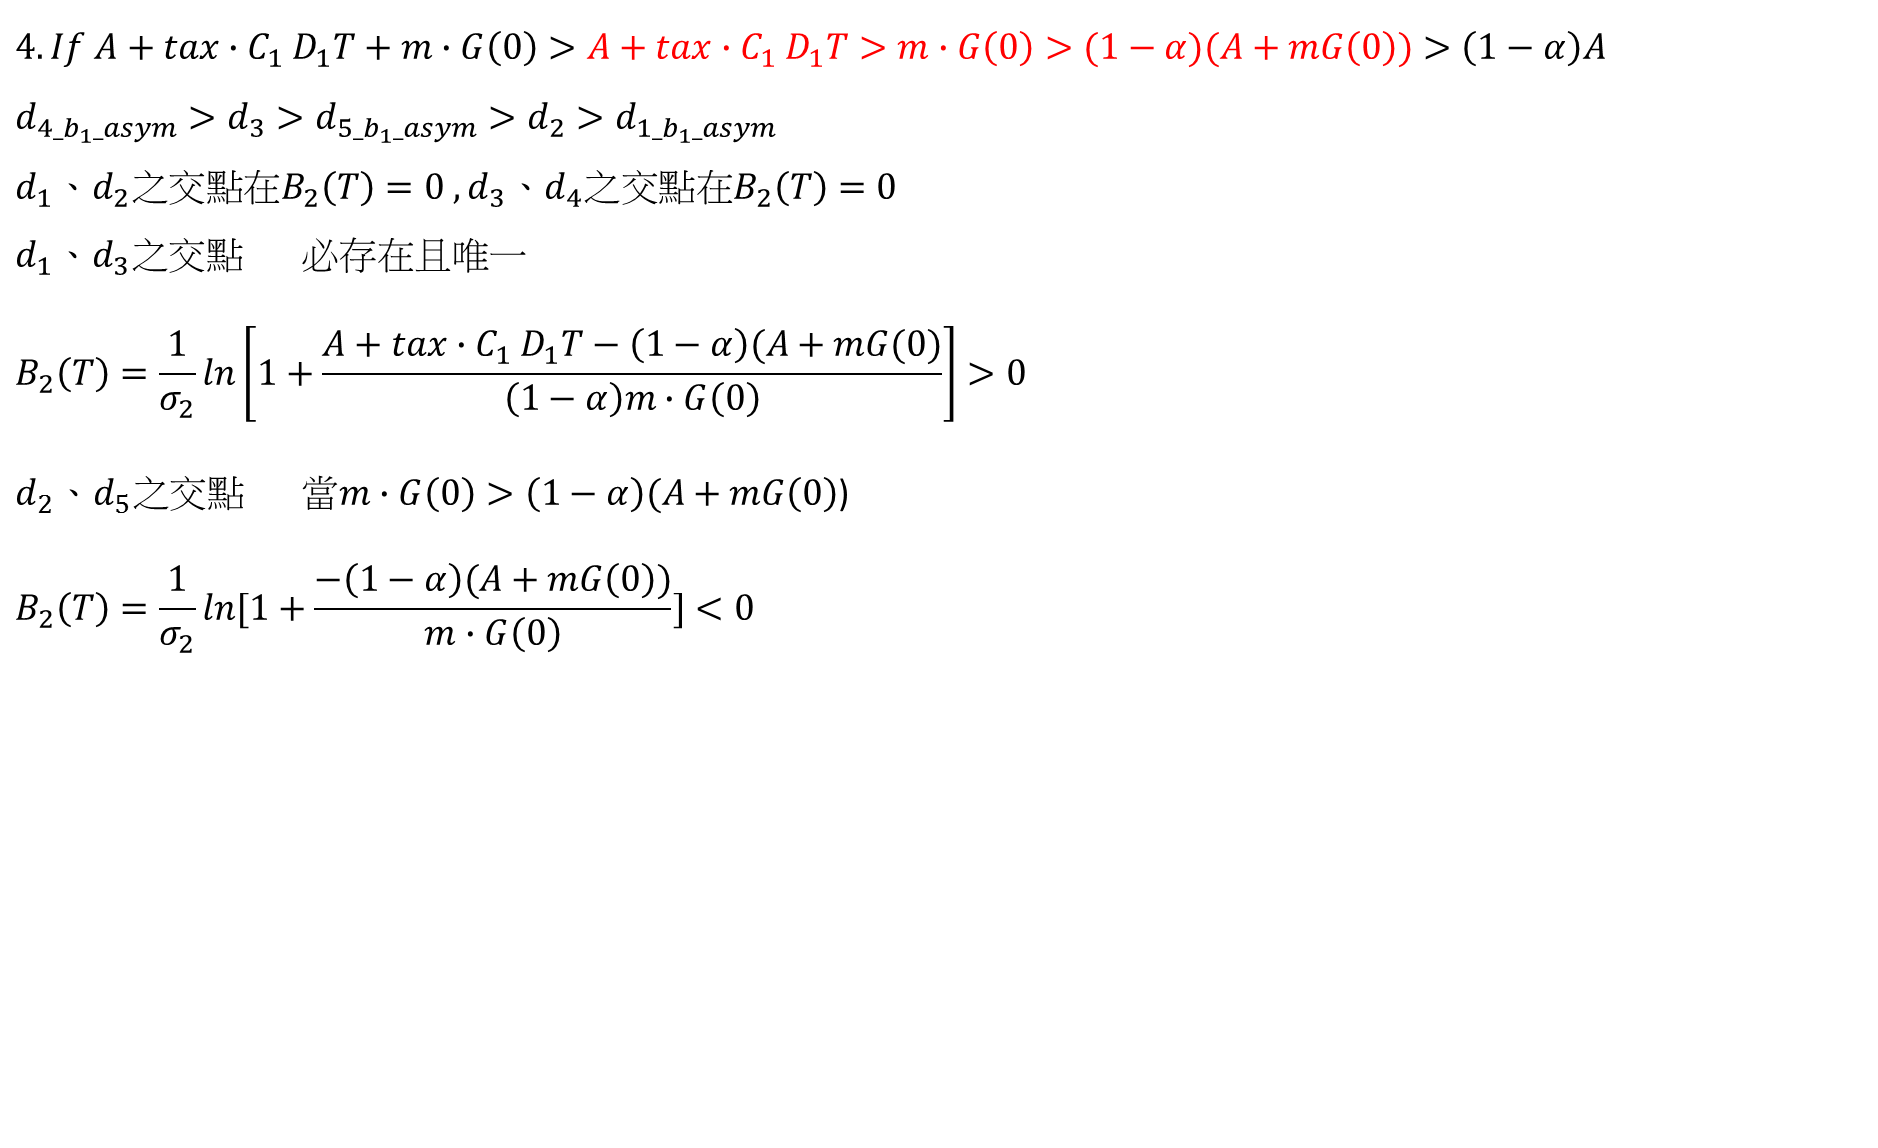 4. If A + tax · C₁ D₁T + m · G(0) > A + tax · C₁ D₁T > m · G(0) > (1 − α)(A + mG(0)) > (1 − α)A
d₄_b₁_asym > d₃ > d₅_b₁_asym > d₂ > d₁_b₁_asym
d₁、d₂之交點在B₂(T) = 0 , d₃、d₄之交點在B₂(T) = 0
d₁、d₃之交點 必存在且唯一
B₂(T) = 1/σ₂ ln [1 + A + tax · C₁ D₁T − (1 − α)(A + mG(0) / (1 − α)m · G(0)] > 0
d₂、d₅之交點 當m · G(0) > (1 − α)(A + mG(0))
B₂(T) = 1/σ₂ ln[1 + −(1 − α)(A + mG(0)) / m · G(0)] < 0